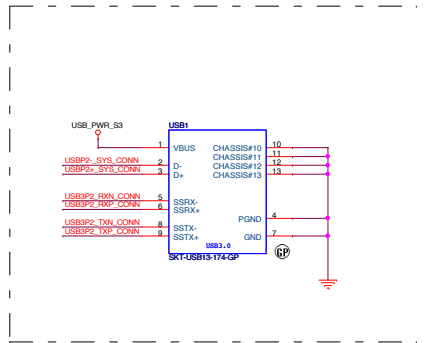 USB_PWR_S3
USB1
1 VBUS CHASSIS#10 10
CHASSIS#11 11
USBP2-_SYS_CONN 2 D- CHASSIS#12 12
USBP2+_SYS_CONN 3 D+ CHASSIS#13 13
USB3P2_RXN_CONN 5 SSRX-
USB3P2_RXP_CONN 6 SSRX+
PGND 4
USB3P2_TXN_CONN 8 SSTX-
USB3P2_TXP_CONN 9 SSTX+ GND 7
USB3.0
GP
SKT-USB13-174-GP